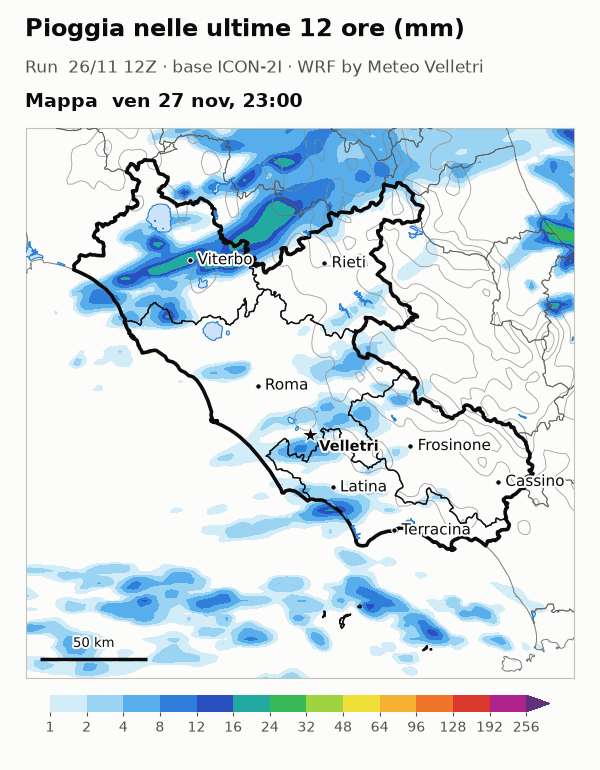 Pioggia nelle ultime 12 ore (mm)
Run 26/11 12Z · base ICON-2I · WRF by Meteo Velletri
Mappa ven 27 nov, 23:00
Viterbo
Rieti
Roma
Velletri
Frosinone
Cassino
Latina
Terracina
50 km
1 2 4 8 12 16 24 32 48 64 96 128 192 256